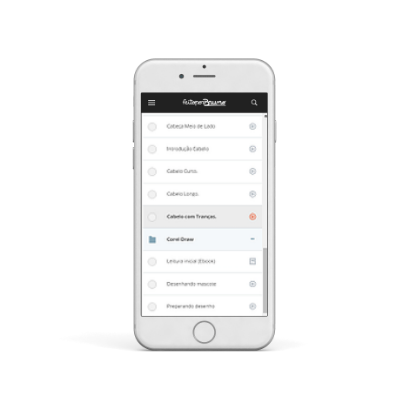 Cabeça Meio de Lado
Introdução Cabelo
Cabelo Curto.
Cabelo Longo.
Cabelo com Tranças.
Corel Draw
Leitura inicial (Ebook)
Desenhando mascote
Preparando desenho